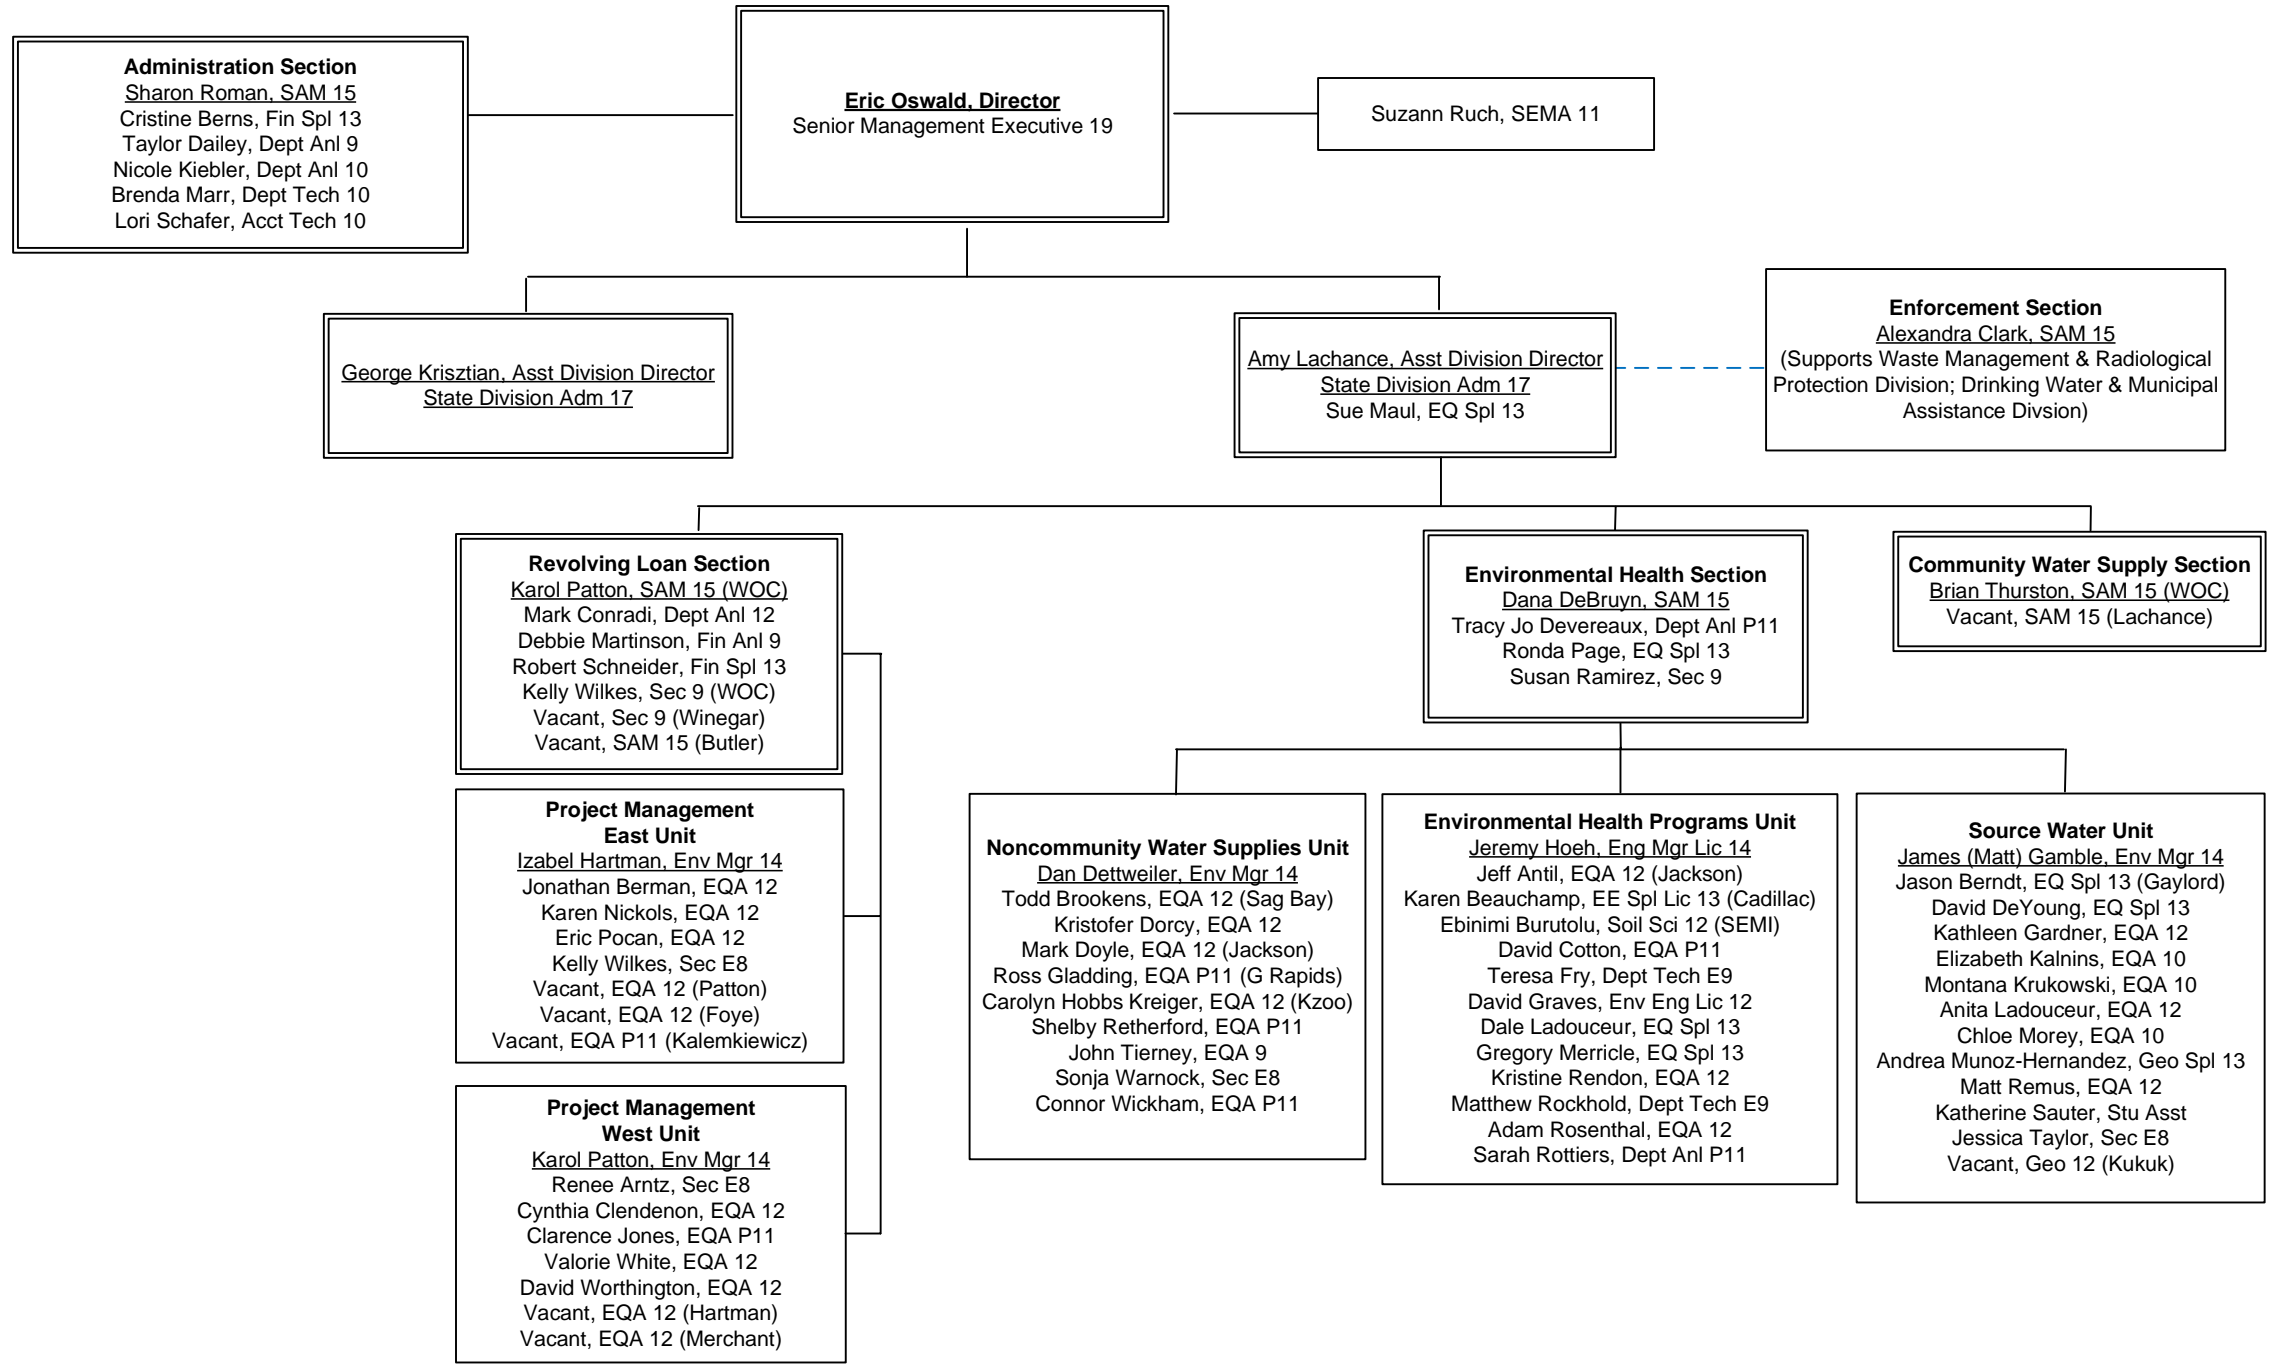 Administration Section
Sharon Roman, SAM 15
Cristine Berns, Fin Spl 13
Taylor Dailey, Dept Anl 9
Nicole Kiebler, Dept Anl 10
Brenda Marr, Dept Tech 10
Lori Schafer, Acct Tech 10
Eric Oswald, Director
Senior Management Executive 19
Suzann Ruch, SEMA 11
George Krisztian, Asst Division Director
State Division Adm 17
Amy Lachance, Asst Division Director
State Division Adm 17
Sue Maul, EQ Spl 13
Enforcement Section
Alexandra Clark, SAM 15
(Supports Waste Management & Radiological
Protection Division; Drinking Water & Municipal
Assistance Divsion)
Revolving Loan Section
Karol Patton, SAM 15 (WOC)
Mark Conradi, Dept Anl 12
Debbie Martinson, Fin Anl 9
Robert Schneider, Fin Spl 13
Kelly Wilkes, Sec 9 (WOC)
Vacant, Sec 9 (Winegar)
Vacant, SAM 15 (Butler)
Environmental Health Section
Dana DeBruyn, SAM 15
Tracy Jo Devereaux, Dept Anl P11
Ronda Page, EQ Spl 13
Susan Ramirez, Sec 9
Community Water Supply Section
Brian Thurston, SAM 15 (WOC)
Vacant, SAM 15 (Lachance)
Project Management
East Unit
Izabel Hartman, Env Mgr 14
Jonathan Berman, EQA 12
Karen Nickols, EQA 12
Eric Pocan, EQA 12
Kelly Wilkes, Sec E8
Vacant, EQA 12 (Patton)
Vacant, EQA 12 (Foye)
Vacant, EQA P11 (Kalemkiewicz)
Project Management
West Unit
Karol Patton, Env Mgr 14
Renee Arntz, Sec E8
Cynthia Clendenon, EQA 12
Clarence Jones, EQA P11
Valorie White, EQA 12
David Worthington, EQA 12
Vacant, EQA 12 (Hartman)
Vacant, EQA 12 (Merchant)
Noncommunity Water Supplies Unit
Dan Dettweiler, Env Mgr 14
Todd Brookens, EQA 12 (Sag Bay)
Kristofer Dorcy, EQA 12
Mark Doyle, EQA 12 (Jackson)
Ross Gladding, EQA P11 (G Rapids)
Carolyn Hobbs Kreiger, EQA 12 (Kzoo)
Shelby Retherford, EQA P11
John Tierney, EQA 9
Sonja Warnock, Sec E8
Connor Wickham, EQA P11
Environmental Health Programs Unit
Jeremy Hoeh, Eng Mgr Lic 14
Jeff Antil, EQA 12 (Jackson)
Karen Beauchamp, EE Spl Lic 13 (Cadillac)
Ebinimi Burutolu, Soil Sci 12 (SEMI)
David Cotton, EQA P11
Teresa Fry, Dept Tech E9
David Graves, Env Eng Lic 12
Dale Ladouceur, EQ Spl 13
Gregory Merricle, EQ Spl 13
Kristine Rendon, EQA 12
Matthew Rockhold, Dept Tech E9
Adam Rosenthal, EQA 12
Sarah Rottiers, Dept Anl P11
Source Water Unit
James (Matt) Gamble, Env Mgr 14
Jason Berndt, EQ Spl 13 (Gaylord)
David DeYoung, EQ Spl 13
Kathleen Gardner, EQA 12
Elizabeth Kalnins, EQA 10
Montana Krukowski, EQA 10
Anita Ladouceur, EQA 12
Chloe Morey, EQA 10
Andrea Munoz-Hernandez, Geo Spl 13
Matt Remus, EQA 12
Katherine Sauter, Stu Asst
Jessica Taylor, Sec E8
Vacant, Geo 12 (Kukuk)